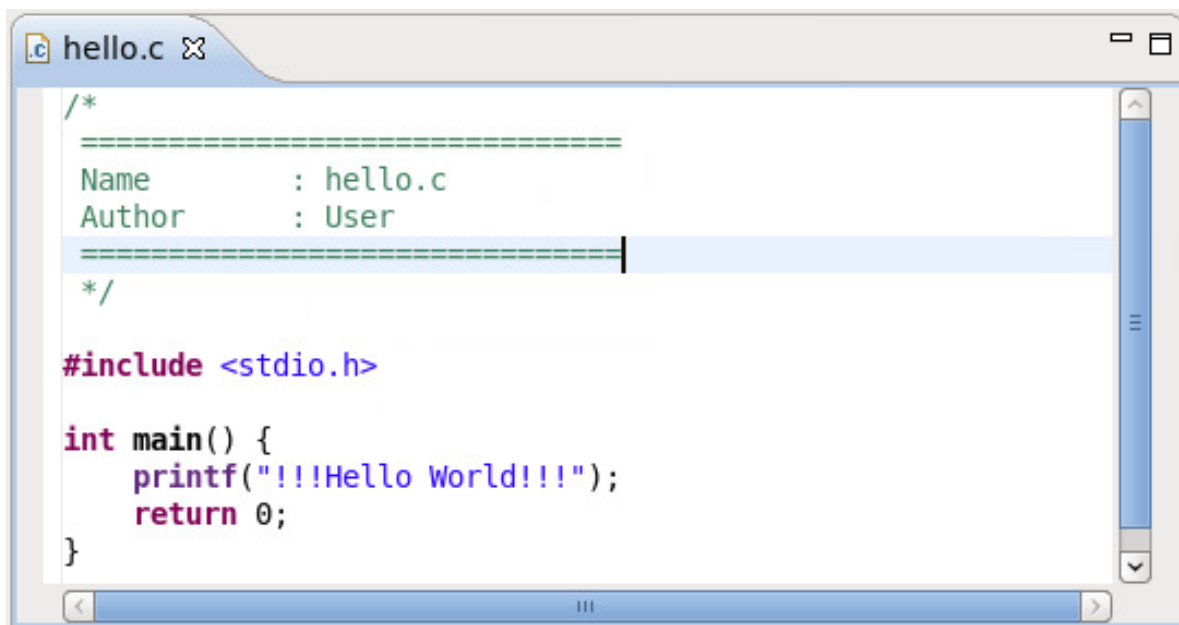 hello.c
/*
===============================
Name        : hello.c
Author      : User
===============================
*/
#include <stdio.h>
int main() {
    printf("!!!Hello World!!!");
    return 0;
}